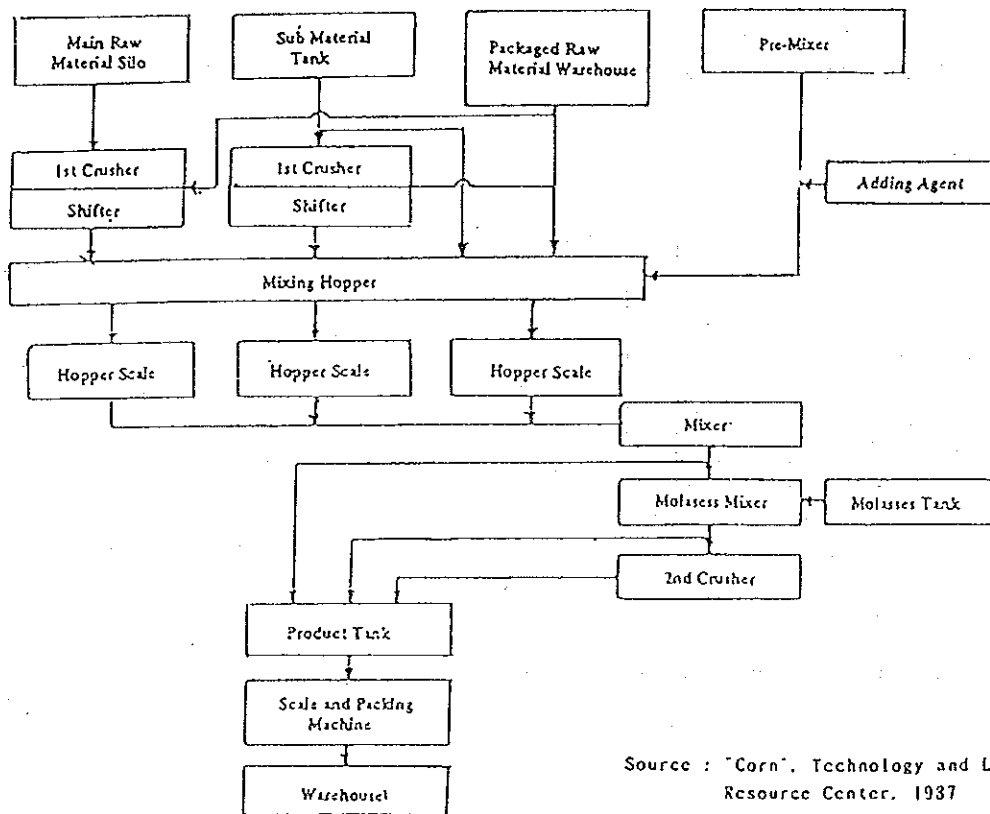 Main Raw
Material Silo
Sub Material
Tank
Packaged Raw
Material Warehouse
Pre-Mixer
1st Crusher
Shifter
1st Crusher
Shifter
Adding Agent
Mixing Hopper
Hopper Scale
Hopper Scale
Hopper Scale
Mixer
Molasess Mixer
Molasses Tank
2nd Crusher
Product Tank
Scale and Packing
Machine
Warehouse
Source : "Corn", Technology and L
Resource Center, 1937